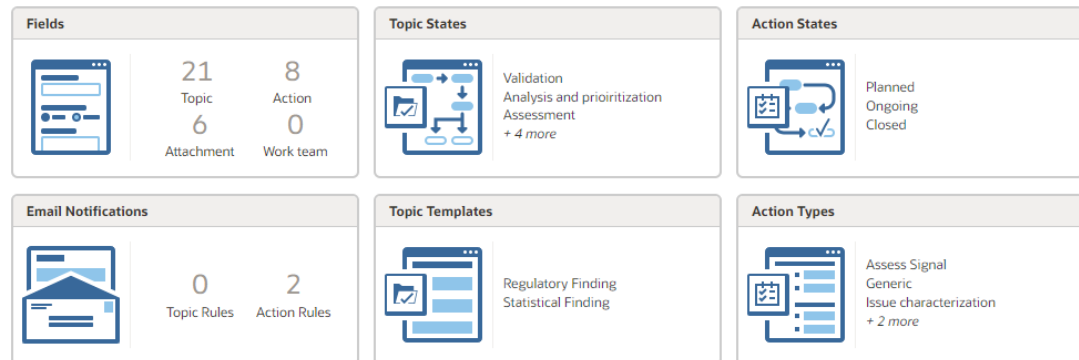 Fields
21
8
Topic
Action
6
0
Attachment
Work team
Topic States
Validation
Analysis and prioiritization
Assessment
+ 4 more
Action States
Planned
Ongoing
Closed
Email Notifications
0
2
Topic Rules
Action Rules
Topic Templates
Regulatory Finding
Statistical Finding
Action Types
Assess Signal
Generic
Issue characterization
+ 2 more